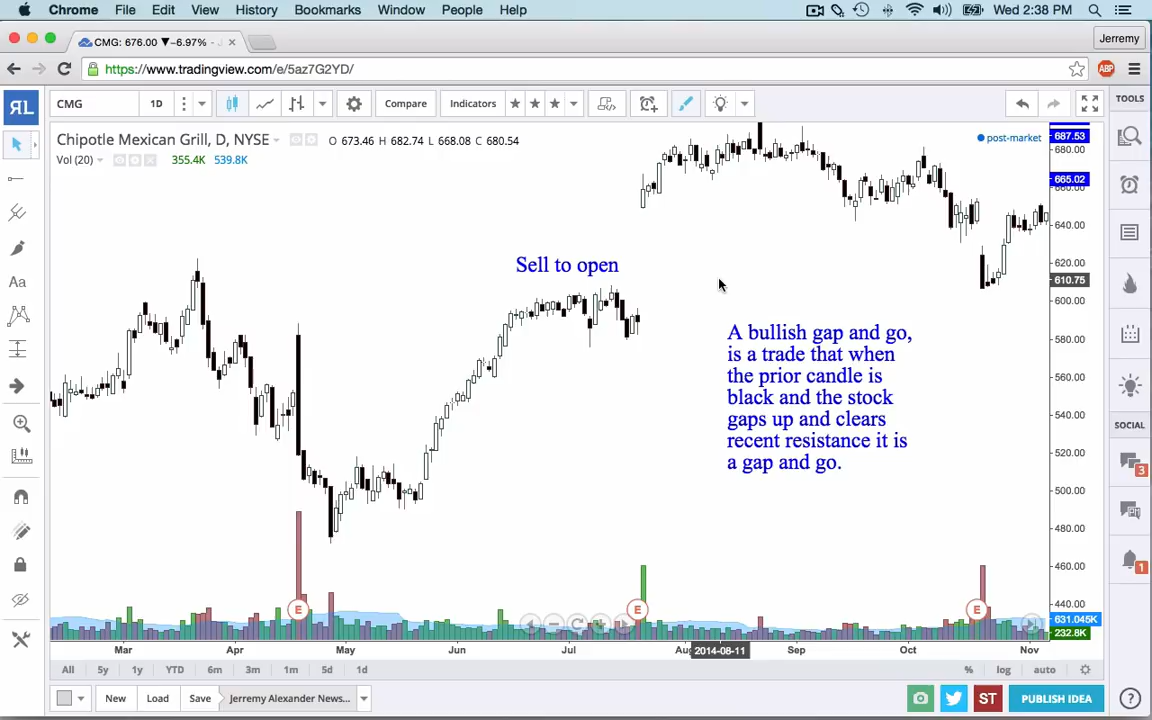 Chrome File Edit View History Bookmarks Window People Help Wed 2:38 PM
CMG: 676.00 ▼-6.97% -
Jerremy
https://www.tradingview.com/e/5az7G2YD/
ABP
CMG 1D Compare Indicators
TOOLS
Chipotle Mexican Grill, D, NYSE O 673.46 H 682.74 L 668.08 C 680.54
Vol (20) 355.4K 539.8K
post-market
687.53
680.00
665.02
660.00
640.00
620.00
610.75
600.00
580.00
560.00
540.00
520.00
500.00
480.00
460.00
440.00
631.045K
232.8K
Sell to open
A bullish gap and go,
is a trade that when
the prior candle is
black and the stock
gaps up and clears
recent resistance it is
a gap and go.
E E E
Aa
SOCIAL
3
1
Mar Apr May Jun Jul Aug 2014-08-11 Sep Oct Nov
All 5y 1y YTD 6m 3m 1m 5d 1d % log auto
New Load Save Jerremy Alexander News... ST PUBLISH IDEA